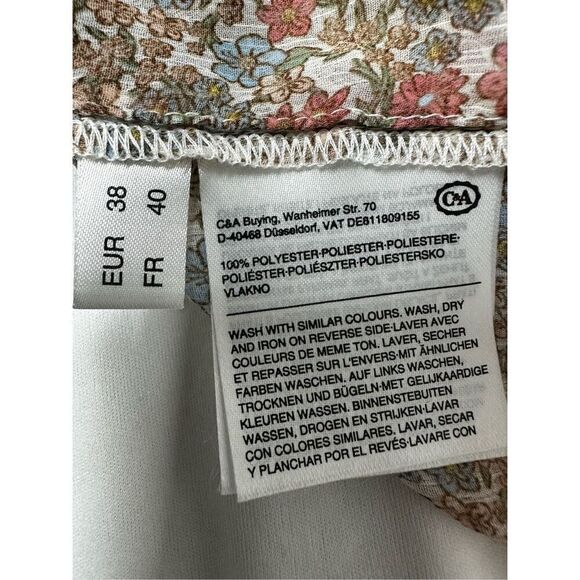 EUR 38
FR 40
C&A Buying, Wanheimer Str. 70
D-40468 Düsseldorf, VAT DE811809155
C&A
100% POLYESTER·POLIESTER·POLIESTERE·
POLIÉSTER·POLIÉSZTER·POLIESTERSKO
VLAKNO
WASH WITH SIMILAR COLOURS. WASH, DRY
AND IRON ON REVERSE SIDE·LAVER AVEC
COULEURS DE MEME TON. LAVER, SECHER
ET REPASSER SUR L'ENVERS·MIT ÄHNLICHEN
FARBEN WASCHEN. AUF LINKS WASCHEN,
TROCKNEN UND BÜGELN·MET GELIJKAARDIGE
KLEUREN WASSEN. BINNENSTEBUITEN
WASSEN, DROGEN EN STRIJKEN·LAVAR
CON COLORES SIMILARES. LAVAR, SECAR
Y PLANCHAR POR EL REVÉS·LAVARE CON